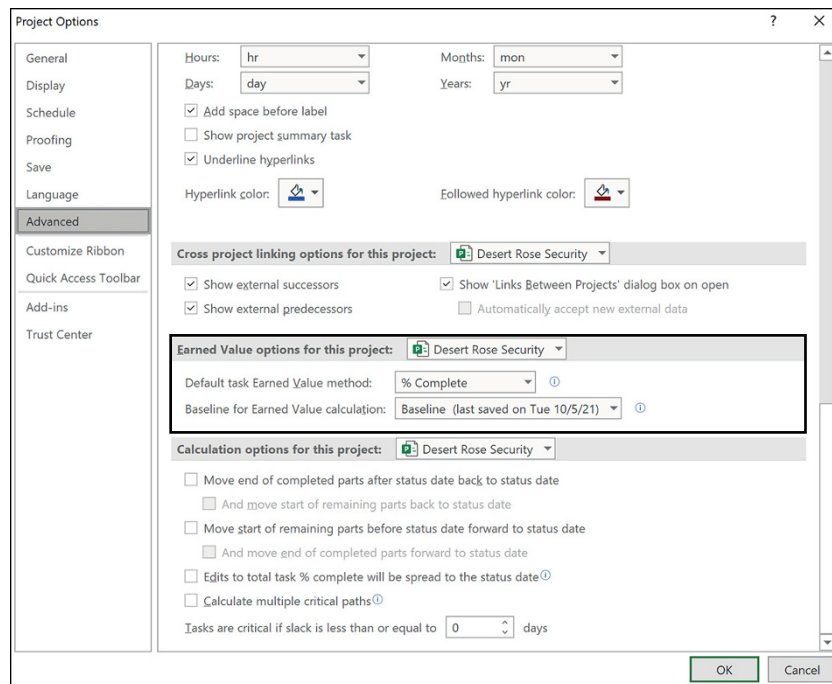 Project Options ? ×
General
Display
Schedule
Proofing
Save
Language
Advanced
Customize Ribbon
Quick Access Toolbar
Add-ins
Trust Center
Hours: hr Months: mon
Days: day Years: yr
Add space before label
Show project summary task
Underline hyperlinks
Hyperlink color: Followed hyperlink color:
Cross project linking options for this project: Desert Rose Security
Show external successors Show 'Links Between Projects' dialog box on open
Show external predecessors Automatically accept new external data
Earned Value options for this project: Desert Rose Security
Default task Earned Value method: % Complete
Baseline for Earned Value calculation: Baseline (last saved on Tue 10/5/21)
Calculation options for this project: Desert Rose Security
Move end of completed parts after status date back to status date
And move start of remaining parts back to status date
Move start of remaining parts before status date forward to status date
And move end of completed parts forward to status date
Edits to total task % complete will be spread to the status date
Calculate multiple critical paths
Tasks are critical if slack is less than or equal to 0 days
OK Cancel